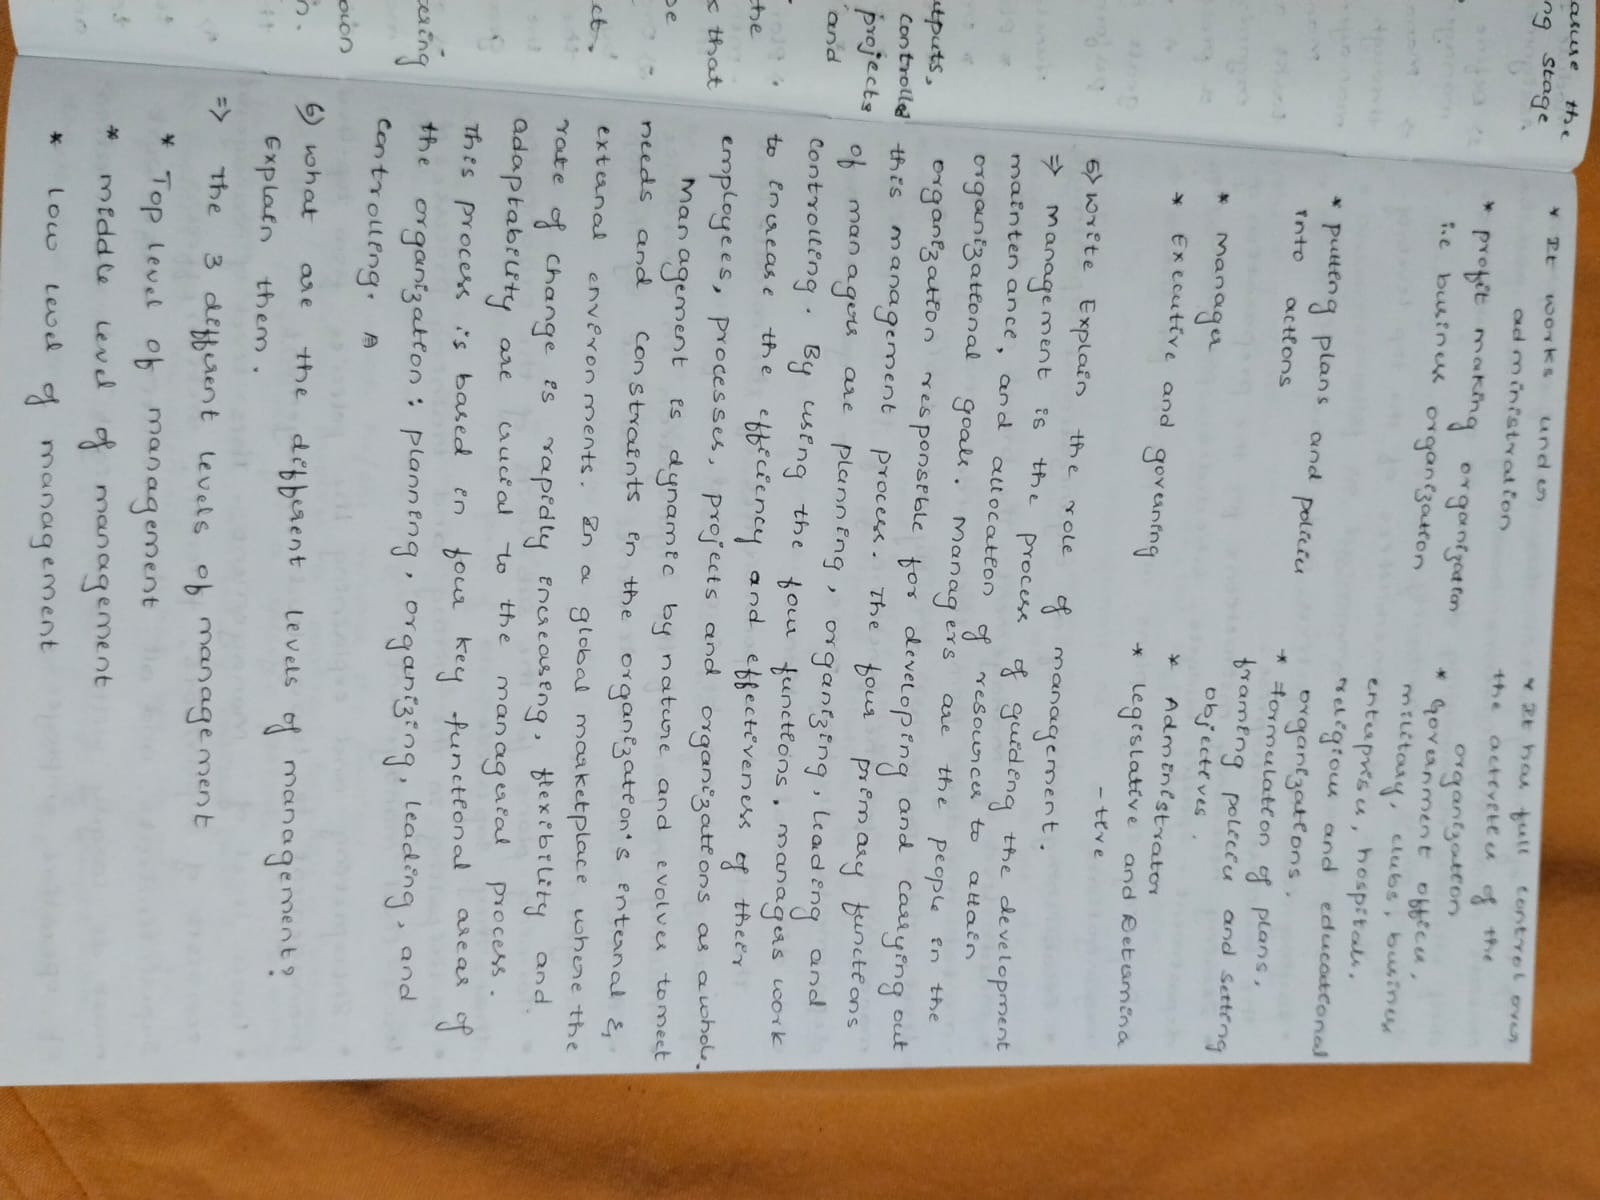 ause the
ng stage
utputs,
controlled
projects
and
the
s that
ct,
n.
* It works under
administration
* profit making organization
i.e business organization
* putting plans and policies
into actions
* Manager
* Executive and governing
* It has full control over
the activities of the
organization
* Government offices,
military, clubs, business
enterprises, hospitals,
religious and educational
organizations.
* Formulation of plans,
framing policies and setting
objectives.
* Administrator
* legislative and Determina
-tive
5) write Explain the role of management.
=> Management is the process of guiding the development
maintenance, and allocation of resources to attain
organizational goals. Managers are the people in the
organization responsible for developing and carrying out
this management process. The four primary functions
of managers are planning, organizing, leading and
controlling. By using the four functions, managers work
to increase the efficiency and effectiveness of their
employees, processes, projects and organizations as a whole.
Management is dynamic by nature and evolves to meet
needs and constraints in the organization's internal &
external environments. In a global marketplace where the
rate of change is rapidly increasing, flexibility and
adaptability are crucial to the managerial process.
This process is based in four key functional areas of
the organization: planning, organizing, leading, and
controlling.
6) what are the different levels of management?
Explain them.
=> The 3 different levels of management
* Top level of management
* middle level of management
* Low level of management